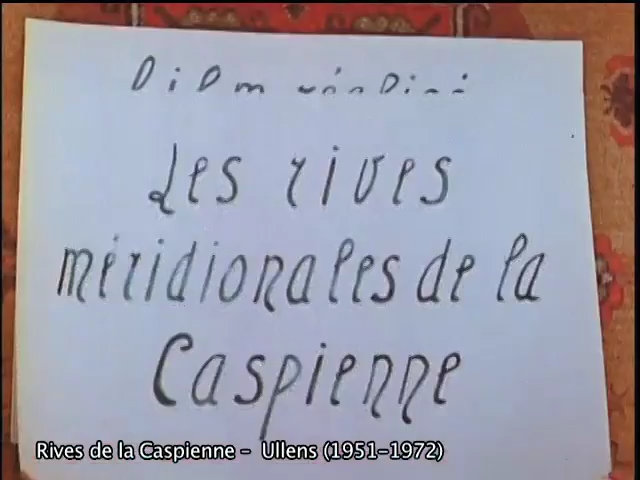 Les rives
méridionales de la
Caspienne
Rives de la Caspienne - Ullens (1951-1972)